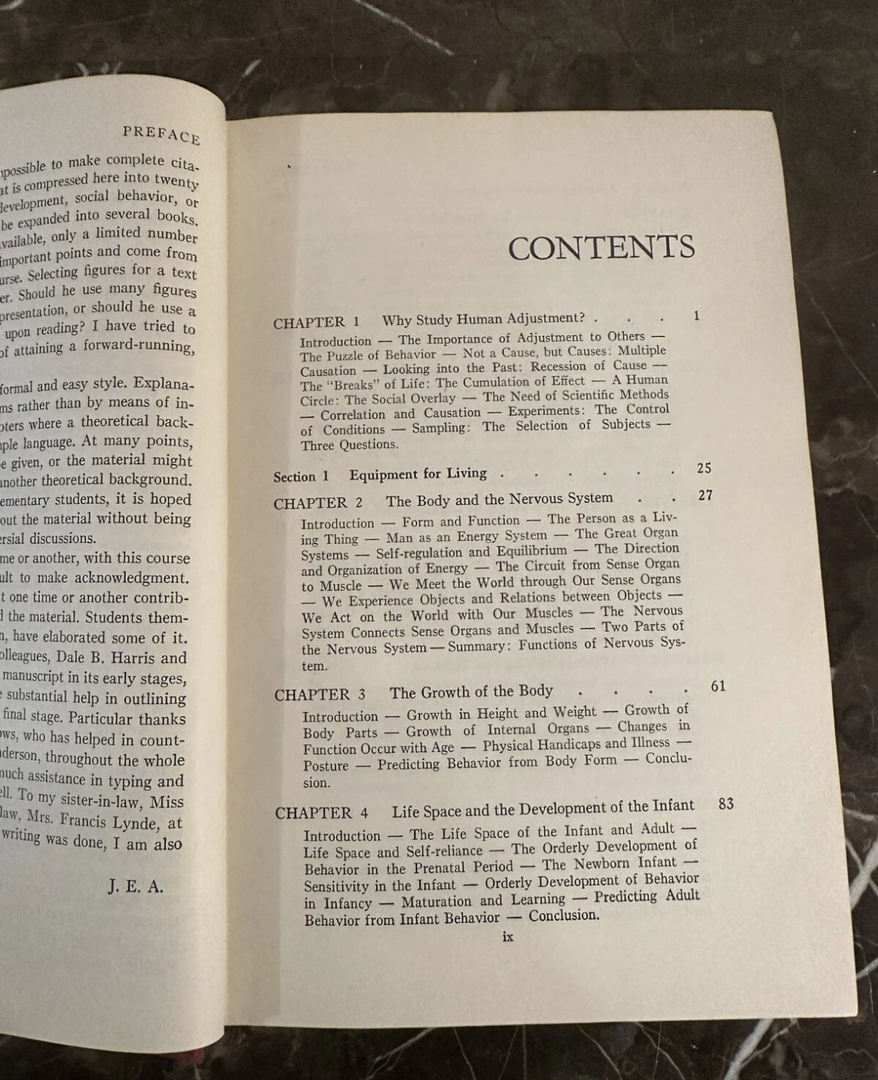 PREFACE
possible to make complete cita-
at is compressed here into twenty
development, social behavior, or
be expanded into several books.
vailable, only a limited number
important points and come from
urse. Selecting figures for a text
er. Should he use many figures
presentation, or should he use a
upon reading? I have tried to
of attaining a forward-running,
formal and easy style. Explana-
ms rather than by means of in-
pters where a theoretical back-
ple language. At many points,
e given, or the material might
another theoretical background.
ementary students, it is hoped
out the material without being
ersial discussions.
me or another, with this course
ult to make acknowledgment.
t one time or another contrib-
d the material. Students them-
n, have elaborated some of it.
olleagues, Dale B. Harris and
manuscript in its early stages,
e substantial help in outlining
final stage. Particular thanks
ows, who has helped in count-
nderson, throughout the whole
much assistance in typing and
ell. To my sister-in-law, Miss
law, Mrs. Francis Lynde, at
writing was done, I am also
J. E. A.
CONTENTS
CHAPTER 1 Why Study Human Adjustment? . . . 1
Introduction — The Importance of Adjustment to Others —
The Puzzle of Behavior — Not a Cause, but Causes: Multiple
Causation — Looking into the Past: Recession of Cause —
The "Breaks" of Life: The Cumulation of Effect — A Human
Circle: The Social Overlay — The Need of Scientific Methods
— Correlation and Causation — Experiments: The Control
of Conditions — Sampling: The Selection of Subjects —
Three Questions.
Section 1 Equipment for Living . . . . . . 25
CHAPTER 2 The Body and the Nervous System . . 27
Introduction — Form and Function — The Person as a Liv-
ing Thing — Man as an Energy System — The Great Organ
Systems — Self-regulation and Equilibrium — The Direction
and Organization of Energy — The Circuit from Sense Organ
to Muscle — We Meet the World through Our Sense Organs
— We Experience Objects and Relations between Objects —
We Act on the World with Our Muscles — The Nervous
System Connects Sense Organs and Muscles — Two Parts of
the Nervous System — Summary: Functions of Nervous Sys-
tem.
CHAPTER 3 The Growth of the Body . . . . 61
Introduction — Growth in Height and Weight — Growth of
Body Parts — Growth of Internal Organs — Changes in
Function Occur with Age — Physical Handicaps and Illness —
Posture — Predicting Behavior from Body Form — Conclu-
sion.
CHAPTER 4 Life Space and the Development of the Infant 83
Introduction — The Life Space of the Infant and Adult —
Life Space and Self-reliance — The Orderly Development of
Behavior in the Prenatal Period — The Newborn Infant —
Sensitivity in the Infant — Orderly Development of Behavior
in Infancy — Maturation and Learning — Predicting Adult
Behavior from Infant Behavior — Conclusion.
ix